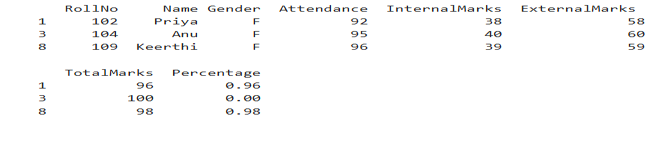 RollNo Name Gender Attendance InternalMarks ExternalMarks
1 102 Priya F 92 38 58
3 104 Anu F 95 40 60
8 109 Keerthi F 96 39 59
TotalMarks Percentage
1 96 0.96
3 100 0.00
8 98 0.98